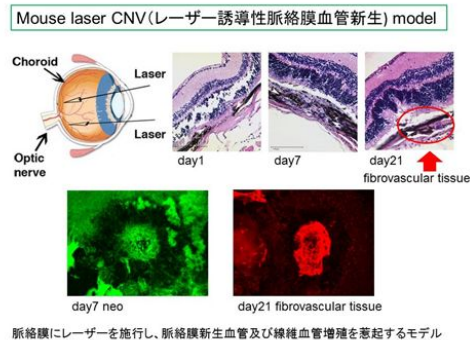 Mouse laser CNV(レーザー誘導性脈絡膜血管新生) model
Choroid
Laser
Laser
Optic
nerve
day1
day7
day21
fibrovascular tissue
day7 neo
day21 fibrovascular tissue
脈絡膜にレーザーを施行し、脈絡膜新生血管及び線維血管増殖を惹起するモデル